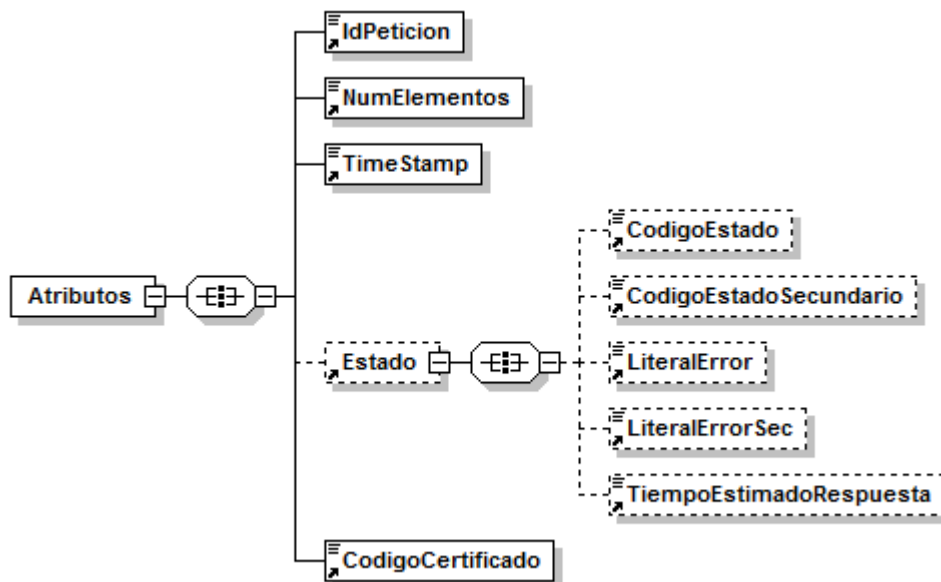 IdPeticion
NumElementos
TimeStamp
CodigoEstado
CodigoEstadoSecundario
Atributos
Estado
LiteralError
LiteralErrorSec
TiempoEstimadoRespuesta
CodigoCertificado